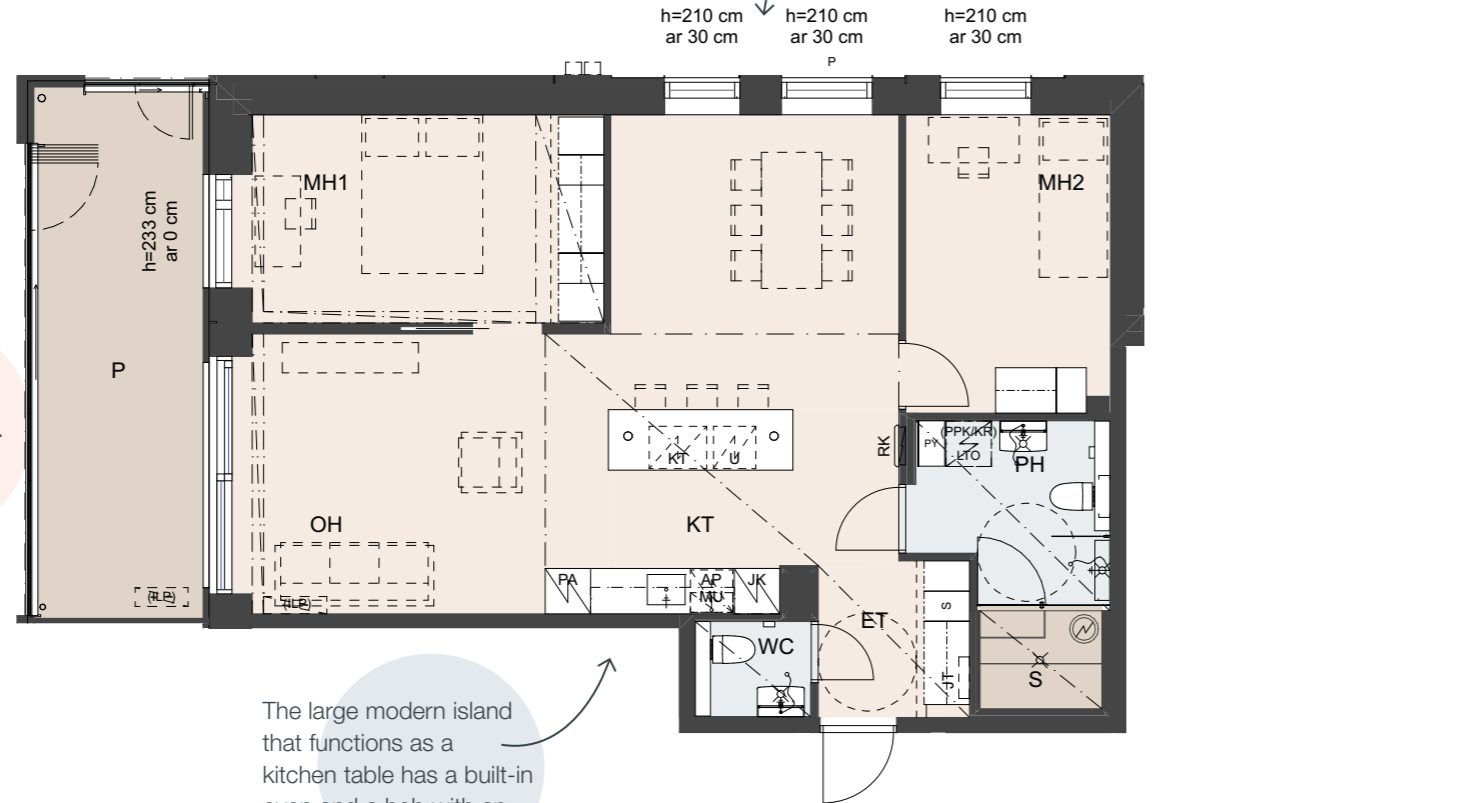 h=210 cm
ar 30 cm
h=210 cm
ar 30 cm
h=210 cm
ar 30 cm
P
MH1
MH2
h=233 cm
ar 0 cm
P
RK
PY
(PPK/KR)
LTO
PH
KT
U
OH
KT
PA
AP
MU
JK
(ILP)
(ILP)
ET
S
WC
JT
S
The large modern island
that functions as a
kitchen table has a built-in